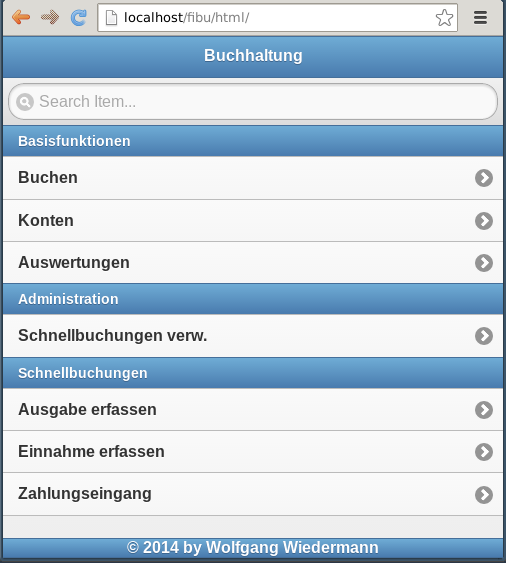 localhost/fibu/html/
Buchhaltung
Search Item...
Basisfunktionen
Buchen
Konten
Auswertungen
Administration
Schnellbuchungen verw.
Schnellbuchungen
Ausgabe erfassen
Einnahme erfassen
Zahlungseingang
© 2014 by Wolfgang Wiedermann